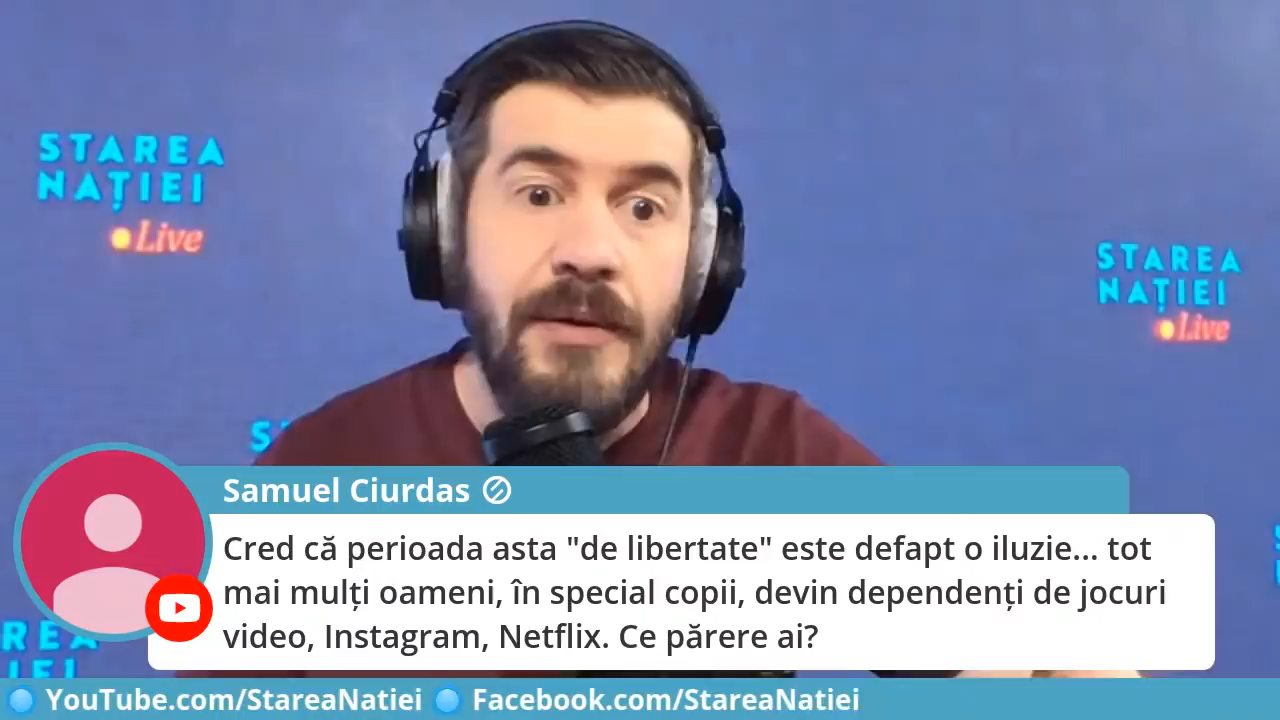 STAREA
NAȚIEI
Live
STAREA
NAȚIEI
Live
Samuel Ciurdas
Cred că perioada asta "de libertate" este defapt o iluzie... tot
mai mulți oameni, în special copii, devin dependenți de jocuri
video, Instagram, Netflix. Ce părere ai?
YouTube.com/StareaNatiei
Facebook.com/StareaNatiei